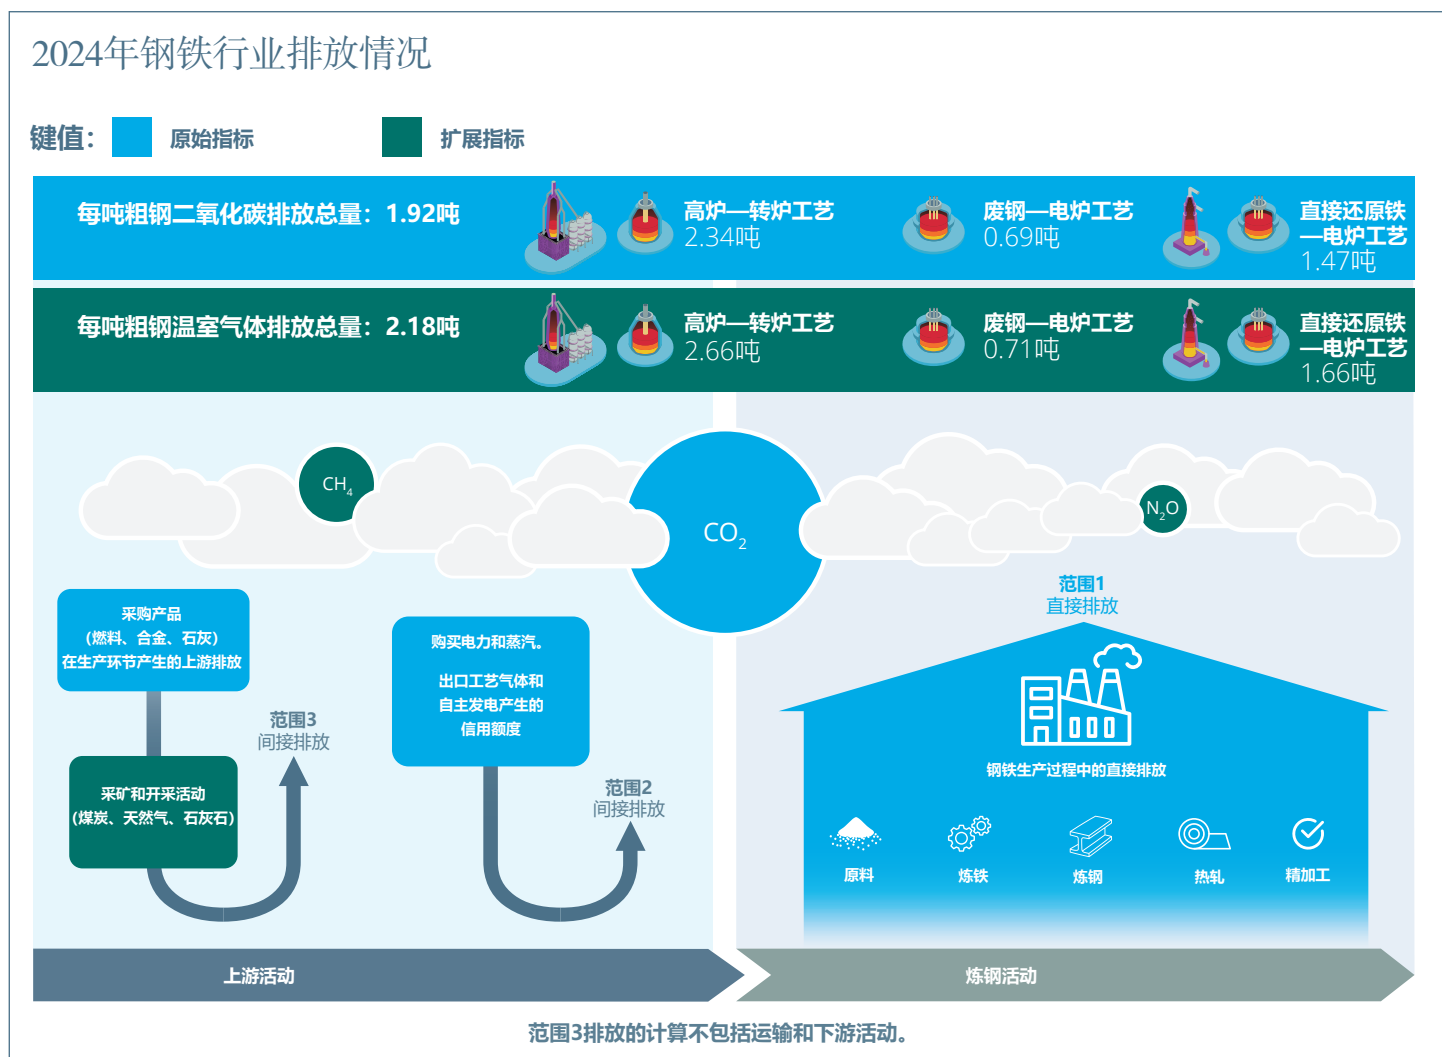 2024年钢铁行业排放情况
键值：
原始指标
扩展指标
每吨粗钢二氧化碳排放总量：1.92吨
高炉—转炉工艺
2.34吨
废钢—电炉工艺
0.69吨
直接还原铁
—电炉工艺
1.47吨
每吨粗钢温室气体排放总量：2.18吨
高炉—转炉工艺
2.66吨
废钢—电炉工艺
0.71吨
直接还原铁
—电炉工艺
1.66吨
CH4
CO2
N2O
采购产品
(燃料、合金、石灰)
在生产环节产生的上游排放
采矿和开采活动
(煤炭、天然气、石灰石)
范围3
间接排放
购买电力和蒸汽。
出口工艺气体和
自主发电产生的
信用额度
范围2
间接排放
范围1
直接排放
钢铁生产过程中的直接排放
原料
炼铁
炼钢
热轧
精加工
上游活动
炼钢活动
范围3排放的计算不包括运输和下游活动。